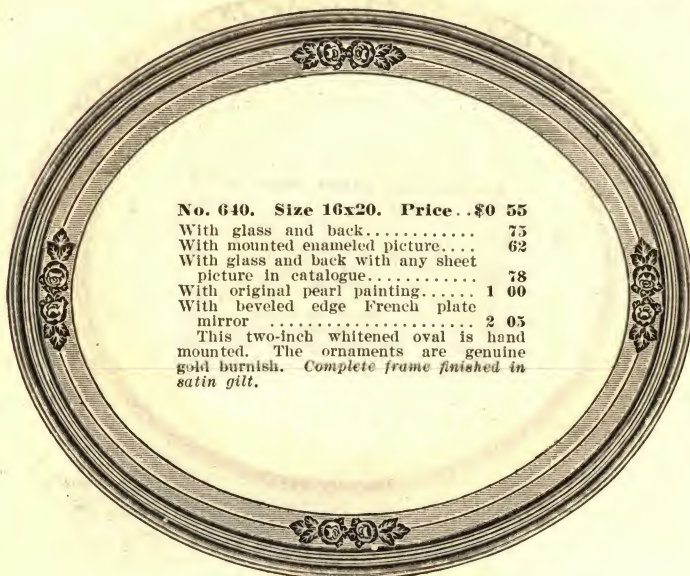 No. 640. Size 16x20. Price..$0 55
With glass and back............ 75
With mounted enameled picture.... 62
With glass and back with any sheet
picture in catalogue............ 78
With original pearl painting...... 1 00
With beveled edge French plate
mirror ..................... 2 05
This two-inch whitened oval is hand
mounted. The ornaments are genuine
gold burnish. Complete frame finished in
satin gilt.